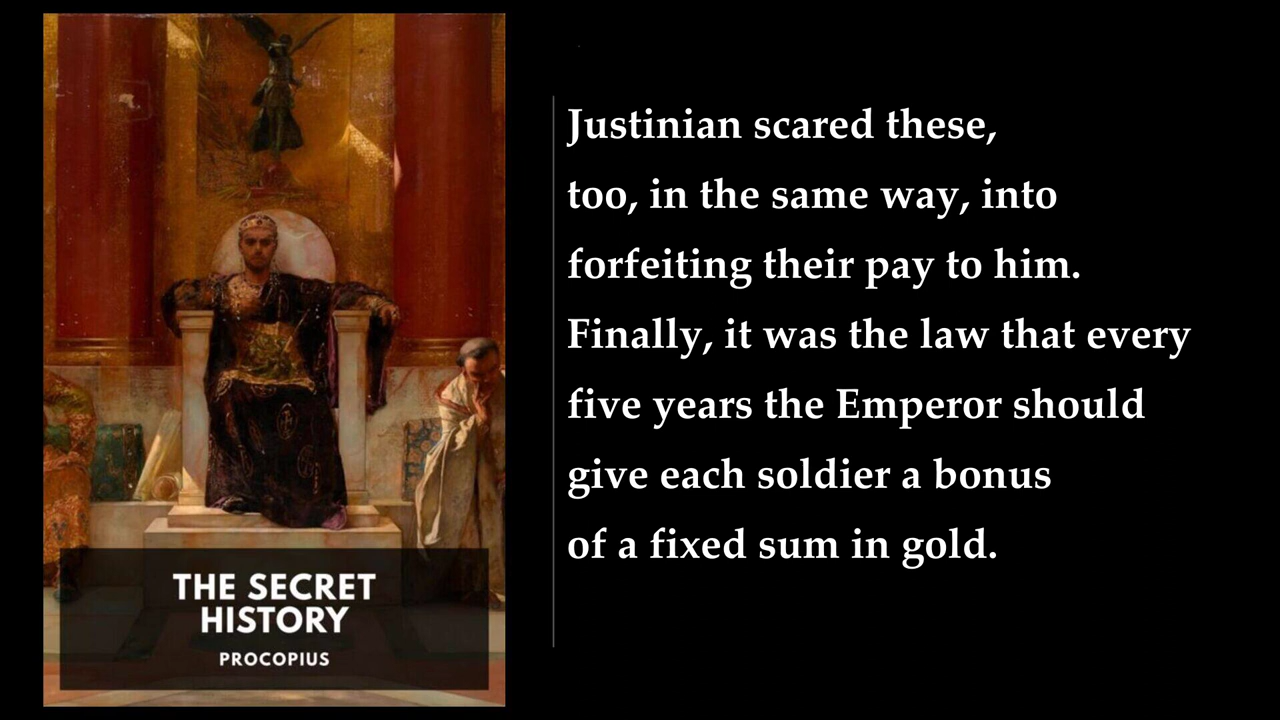 THE SECRET
HISTORY
PROCOPIUS
Justinian scared these,
too, in the same way, into
forfeiting their pay to him.
Finally, it was the law that every
five years the Emperor should
give each soldier a bonus
of a fixed sum in gold.